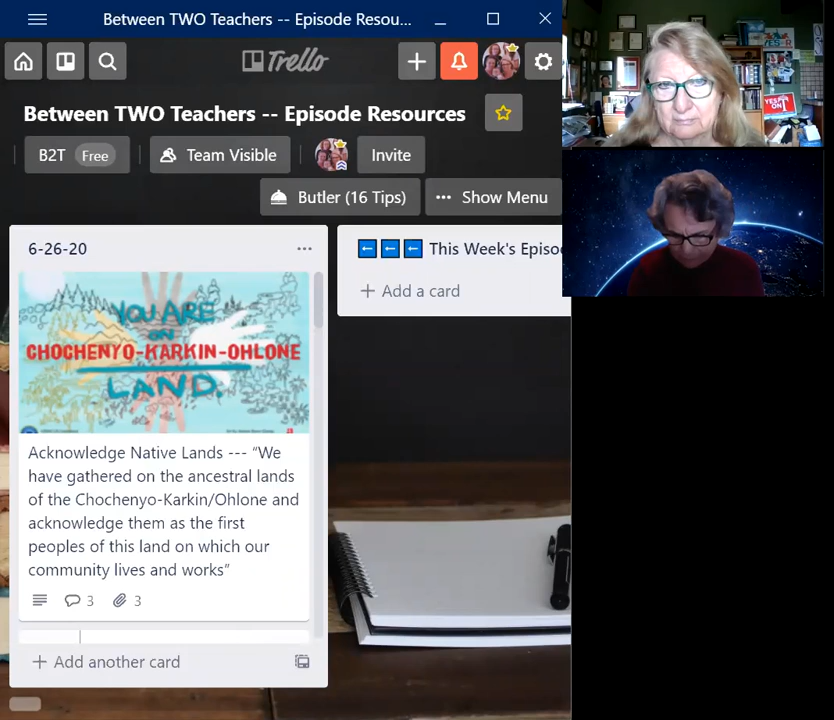 Between TWO Teachers -- Episode Resou...
Trello
Between TWO Teachers -- Episode Resources
B2T Free
Team Visible
Invite
Butler (16 Tips)
Show Menu
6-26-20
YOU ARE
ON
CHOCHENYO-KARKIN-OHLONE
LAND.
Acknowledge Native Lands --- “We
have gathered on the ancestral lands
of the Chochenyo-Karkin/Ohlone and
acknowledge them as the first
peoples of this land on which our
community lives and works”
3
3
+ Add another card
This Week's Episo
+ Add a card
YES
ON 1